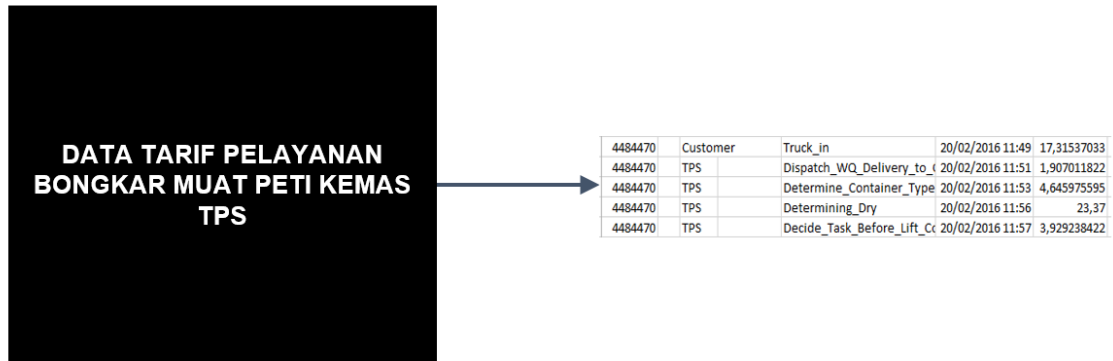 DATA TARIF PELAYANAN
BONGKAR MUAT PETI KEMAS
TPS
4484470 Customer Truck_in 20/02/2016 11:49 17,31537033
4484470 TPS Dispatch_WQ_Delivery_to_ 20/02/2016 11:51 1,907011822
4484470 TPS Determine_Container_Type 20/02/2016 11:53 4,645975595
4484470 TPS Determining_Dry 20/02/2016 11:56 23,37
4484470 TPS Decide_Task_Before_Lift_Co 20/02/2016 11:57 3,929238422